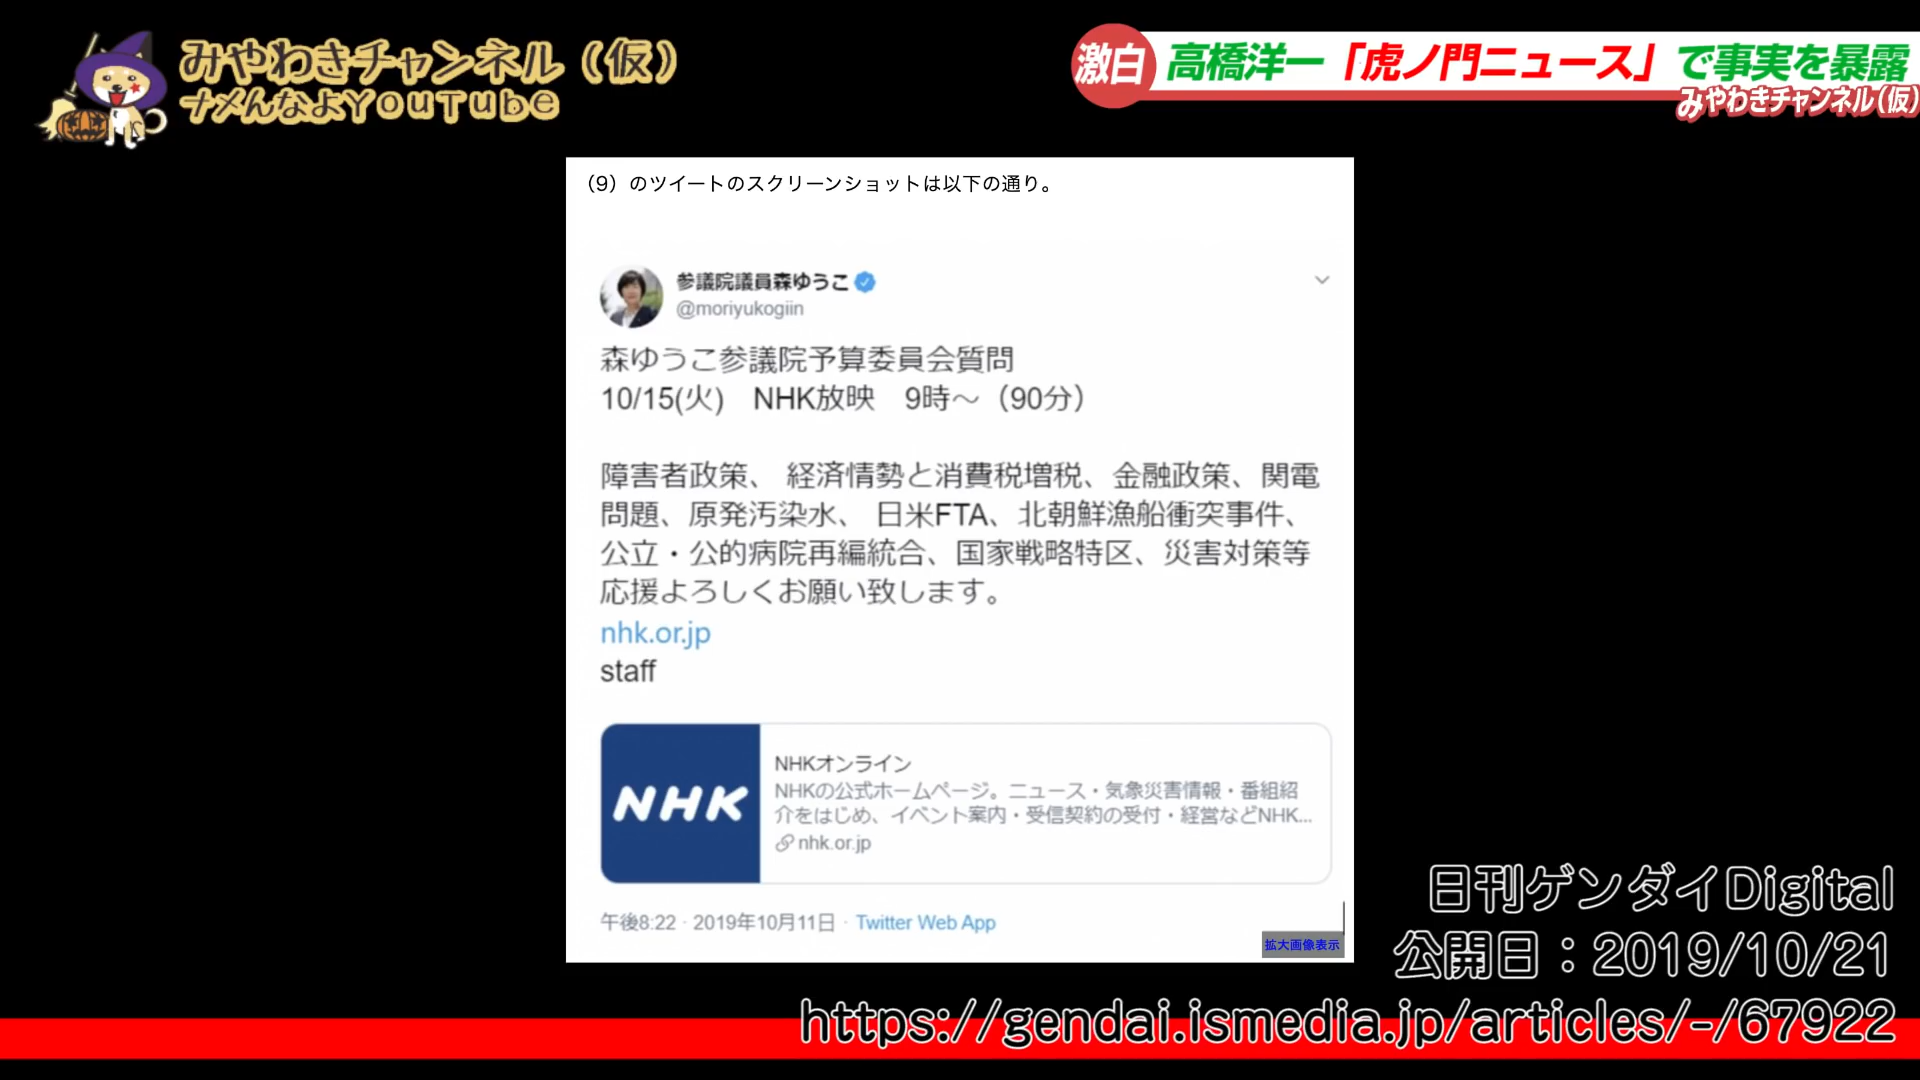 みやわきチャンネル（仮）
ナメんなよYouTube
激白 高橋洋一「虎ノ門ニュース」で事実を暴露
みやわきチャンネル(仮)
（9）のツイートのスクリーンショットは以下の通り。
参議院議員森ゆうこ
@moriyukogiin
森ゆうこ参議院予算委員会質問
10/15(火)　NHK放映　9時〜（90分）
障害者政策、 経済情勢と消費税増税、金融政策、関電
問題、原発汚染水、 日米FTA、北朝鮮漁船衝突事件、
公立・公的病院再編統合、国家戦略特区、災害対策等
応援よろしくお願い致します。
nhk.or.jp
staff
NHK
NHKオンライン
NHKの公式ホームページ。ニュース・気象災害情報・番組紹
介をはじめ、イベント案内・受信契約の受付・経営などNHK...
nhk.or.jp
午後8:22 · 2019年10月11日 · Twitter Web App
拡大画像表示
日刊ゲンダイDigital
公開日：2019/10/21
https://gendai.ismedia.jp/articles/-/67922